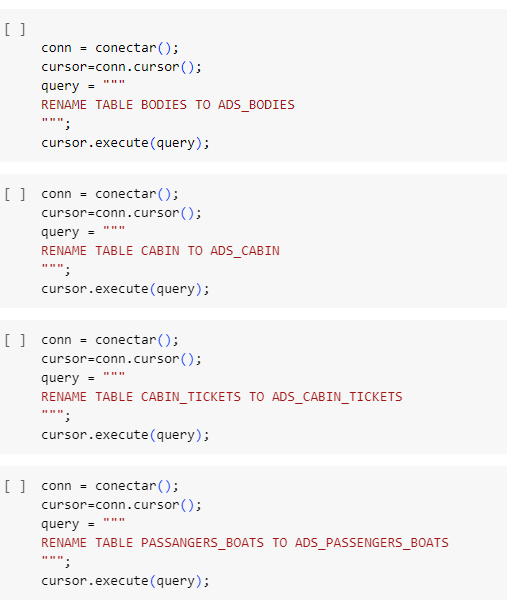 [ ]
conn = conectar();
cursor=conn.cursor();
query = """
RENAME TABLE BODIES TO ADS_BODIES
""";
cursor.execute(query);
[ ] conn = conectar();
cursor=conn.cursor();
query = """
RENAME TABLE CABIN TO ADS_CABIN
""";
cursor.execute(query);
[ ] conn = conectar();
cursor=conn.cursor();
query = """
RENAME TABLE CABIN_TICKETS TO ADS_CABIN_TICKETS
""";
cursor.execute(query);
[ ] conn = conectar();
cursor=conn.cursor();
query = """
RENAME TABLE PASSANGERS_BOATS TO ADS_PASSENGERS_BOATS
""";
cursor.execute(query);